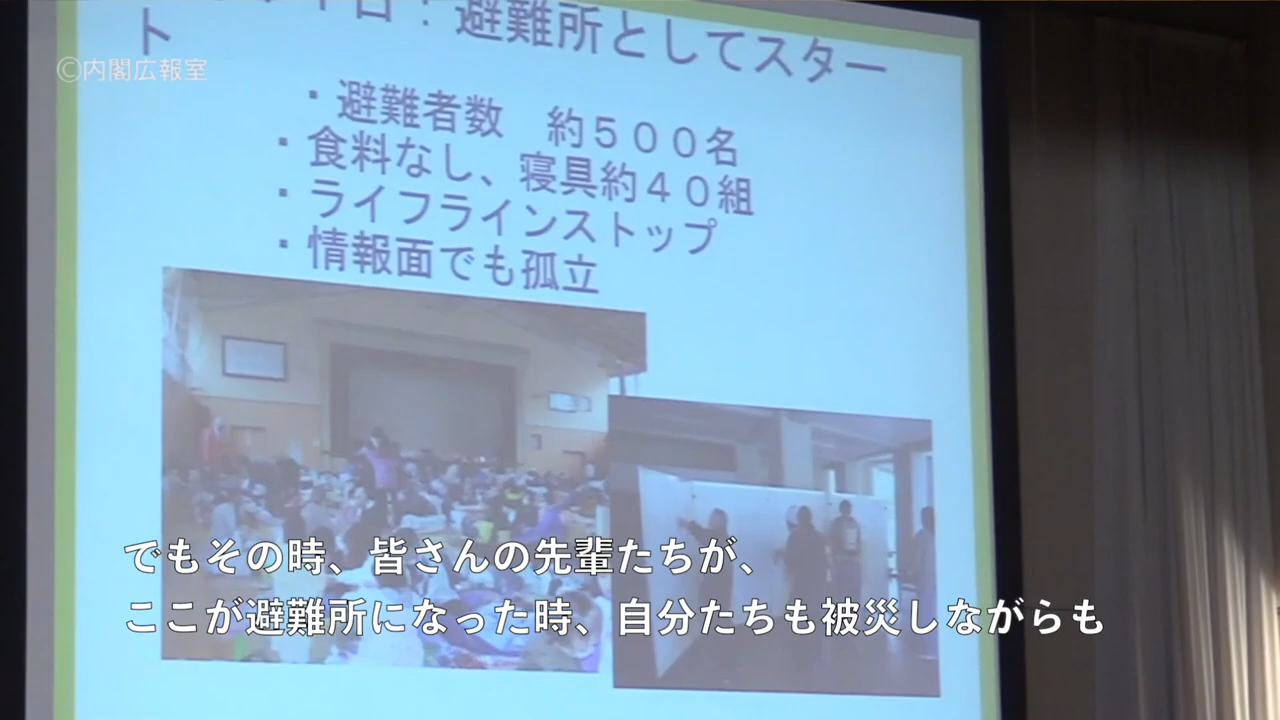 ：避難所としてスター
ト
©内閣広報室
・避難者数　約５００名
・食料なし、寝具約４０組
・ライフラインストップ
・情報面でも孤立
でもその時、皆さんの先輩たちが、
ここが避難所になった時、自分たちも被災しながらも